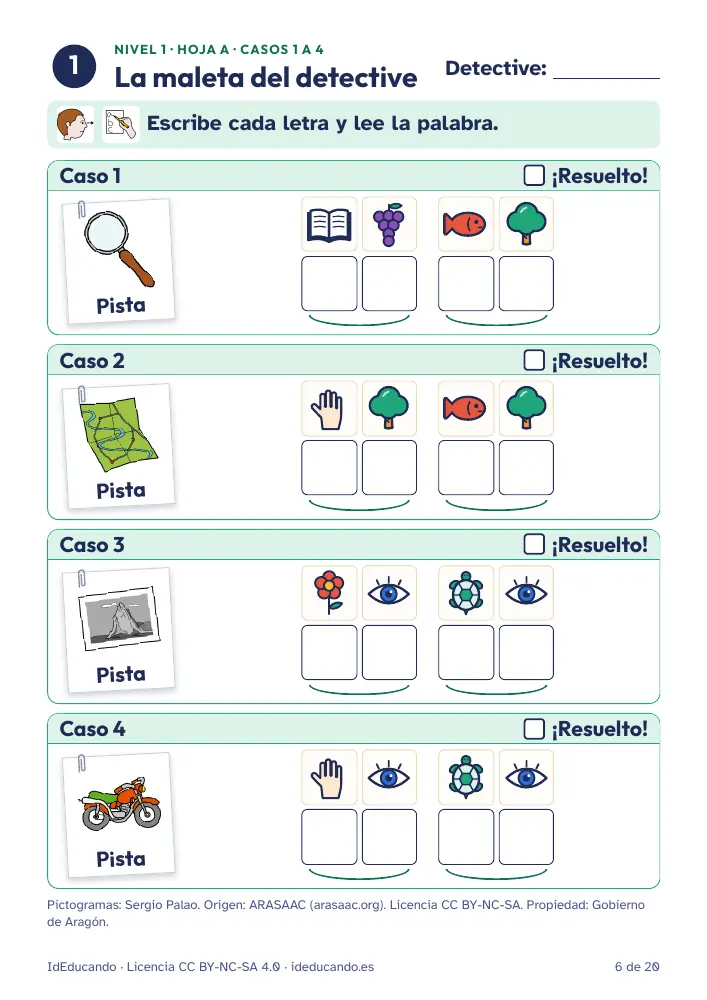 1
NIVEL 1 · HOJA A · CASOS 1 A 4
La maleta del detective
Detective: ________
Escribe cada letra y lee la palabra.
Caso 1
¡Resuelto!
Pista
Caso 2
¡Resuelto!
Pista
Caso 3
¡Resuelto!
Pista
Caso 4
¡Resuelto!
Pista
Pictogramas: Sergio Palao. Origen: ARASAAC (arasaac.org). Licencia CC BY-NC-SA. Propiedad: Gobierno
de Aragón.
IdEducando · Licencia CC BY-NC-SA 4.0 · ideducando.es
6 de 20